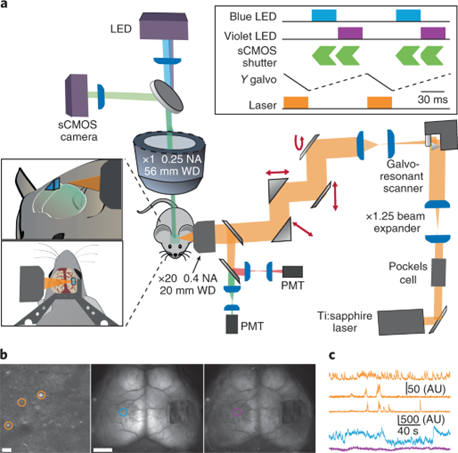 a
LED
sCMOS
camera
×1 0.25 NA
56 mm WD
Blue LED
Violet LED
sCMOS
shutter
Y galvo
Laser
30 ms
Galvo-
resonant
scanner
×1.25 beam
expander
Pockels
cell
Ti:sapphire
laser
×20 0.4 NA
20 mm WD
PMT
PMT
b
c
50 (AU)
500 (AU)
40 s